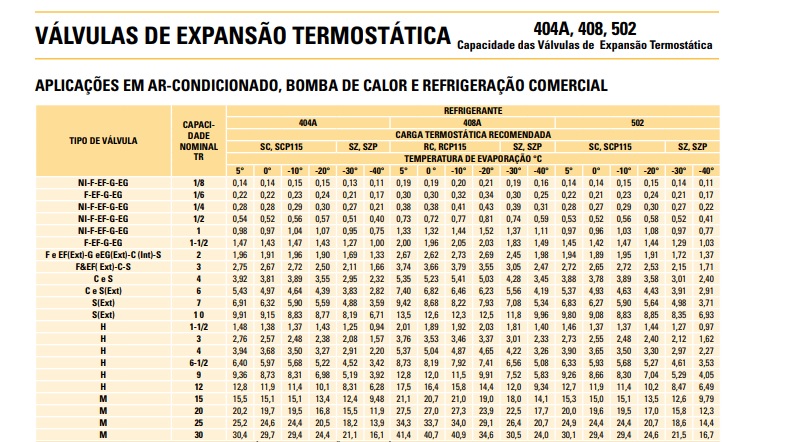 VÁLVULAS DE EXPANSÃO TERMOSTÁTICA 404A, 408, 502
Capacidade das Válvulas de Expansão Termostática
APLICAÇÕES EM AR-CONDICIONADO, BOMBA DE CALOR E REFRIGERAÇÃO COMERCIAL
TIPO DE VÁLVULA CAPACI-DADE NOMINAL TR REFRIGERANTE
404A 408A 502
CARGA TERMOSTÁTICA RECOMENDADA
SC, SCP115 SZ, SZP RC, RCP115 SZ, SZP SC, SCP115 SZ, SZP
TEMPERATURA DE EVAPORAÇÃO °C
5° 0° -10° -20° -30° -40° 5° 0° -10° -20° -30° -40° 5° 0° -10° -20° -30° -40°
NI-F-EF-G-EG 1/8 0,14 0,14 0,15 0,15 0,13 0,11 0,19 0,19 0,20 0,21 0,19 0,16 0,14 0,14 0,15 0,15 0,14 0,11
F-EF-G-EG 1/6 0,22 0,22 0,23 0,24 0,21 0,17 0,30 0,30 0,32 0,34 0,30 0,25 0,22 0,21 0,23 0,24 0,21 0,17
NI-F-EF-G-EG 1/4 0,28 0,28 0,29 0,30 0,27 0,21 0,38 0,38 0,41 0,43 0,39 0,31 0,28 0,27 0,29 0,30 0,27 0,22
NI-F-EF-G-EG 1/2 0,54 0,52 0,56 0,57 0,51 0,40 0,73 0,72 0,77 0,81 0,74 0,59 0,53 0,52 0,56 0,58 0,52 0,41
NI-F-EF-G-EG 1 0,98 0,97 1,04 1,07 0,95 0,75 1,33 1,32 1,44 1,52 1,37 1,11 0,97 0,96 1,03 1,08 0,97 0,77
F-EF-G-EG 1-1/2 1,47 1,43 1,47 1,43 1,27 1,00 2,00 1,96 2,05 2,03 1,83 1,49 1,45 1,42 1,47 1,44 1,29 1,03
F e EF(Ext)-G eEG(Ext)-C (Int)-S 2 1,96 1,91 1,96 1,90 1,69 1,33 2,67 2,62 2,73 2,69 2,45 1,98 1,94 1,89 1,95 1,91 1,72 1,37
F&EF( Ext)-C-S 3 2,75 2,67 2,72 2,50 2,11 1,66 3,74 3,66 3,79 3,55 3,05 2,47 2,72 2,65 2,72 2,53 2,15 1,71
C e S 4 3,92 3,81 3,89 3,55 2,95 2,32 5,35 5,23 5,41 5,03 4,28 3,45 3,88 3,78 3,89 3,58 3,01 2,40
C e S(Ext) 6 5,43 4,97 4,64 4,39 3,83 2,82 7,40 6,82 6,46 6,23 5,56 4,19 5,37 4,93 4,63 4,43 3,91 2,91
S(Ext) 7 6,91 6,32 5,90 5,59 4,88 3,59 9,42 8,68 8,22 7,93 7,08 5,34 6,83 6,27 5,90 5,64 4,98 3,71
S(Ext) 1 0 9,91 9,15 8,83 8,77 8,19 6,71 13,5 12,6 12,3 12,5 11,8 9,96 9,80 9,08 8,83 8,85 8,35 6,93
H 1-1/2 1,48 1,38 1,37 1,43 1,25 0,94 2,01 1,89 1,92 2,03 1,81 1,40 1,46 1,37 1,37 1,44 1,27 0,97
H 3 2,76 2,57 2,48 2,38 2,08 1,57 3,76 3,53 3,46 3,37 3,01 2,33 2,73 2,55 2,48 2,40 2,12 1,62
H 4 3,94 3,68 3,50 3,27 2,91 2,20 5,37 5,04 4,87 4,65 4,22 3,26 3,90 3,65 3,50 3,30 2,97 2,27
H 6-1/2 6,40 5,97 5,68 5,22 4,52 3,42 8,73 8,19 7,92 7,41 6,56 5,08 6,33 5,93 5,68 5,27 4,61 3,53
H 9 9,36 8,73 8,31 6,98 5,19 3,92 12,8 12,0 11,5 9,91 7,52 5,83 9,26 8,66 8,30 7,04 5,29 4,05
H 12 12,8 11,9 11,4 10,1 8,31 6,28 17,5 16,4 15,8 14,4 12,0 9,34 12,7 11,9 11,4 10,2 8,47 6,49
M 15 15,5 15,1 15,1 13,4 12,4 9,48 21,1 20,7 21,0 19,0 18,0 14,1 15,3 15,0 15,1 13,5 12,6 9,79
M 20 20,2 19,7 19,5 16,8 15,5 11,9 27,5 27,0 27,3 23,9 22,5 17,7 20,0 19,6 19,5 17,0 15,8 12,3
M 25 25,2 24,6 24,4 20,5 18,2 13,9 34,3 33,7 34,0 29,1 26,4 20,7 24,9 24,4 24,4 20,7 18,6 14,4
M 30 30,4 29,7 29,4 24,4 21,1 16,1 41,4 40,7 40,9 34,6 30,5 24,0 30,1 29,4 29,4 24,6 21,5 16,7